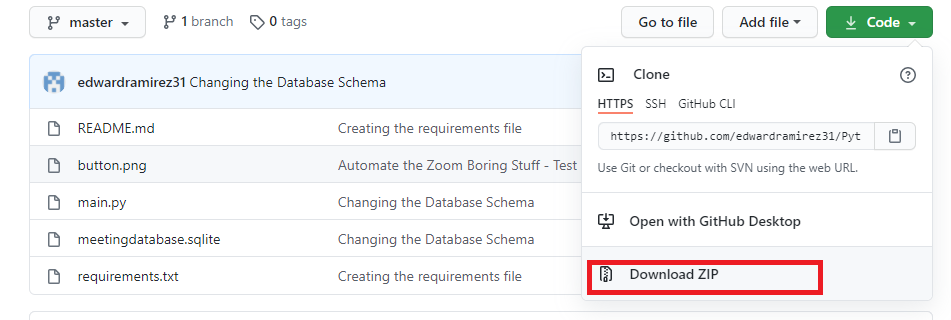 master
1 branch
0 tags
Go to file
Add file
Code
edwardramirez31 Changing the Database Schema
README.md
Creating the requirements file
button.png
Automate the Zoom Boring Stuff - Test
main.py
Changing the Database Schema
meetingdatabase.sqlite
Changing the Database Schema
requirements.txt
Creating the requirements file
Clone
HTTPS SSH GitHub CLI
https://github.com/edwardramirez31/Pyt
Use Git or checkout with SVN using the web URL.
Open with GitHub Desktop
Download ZIP